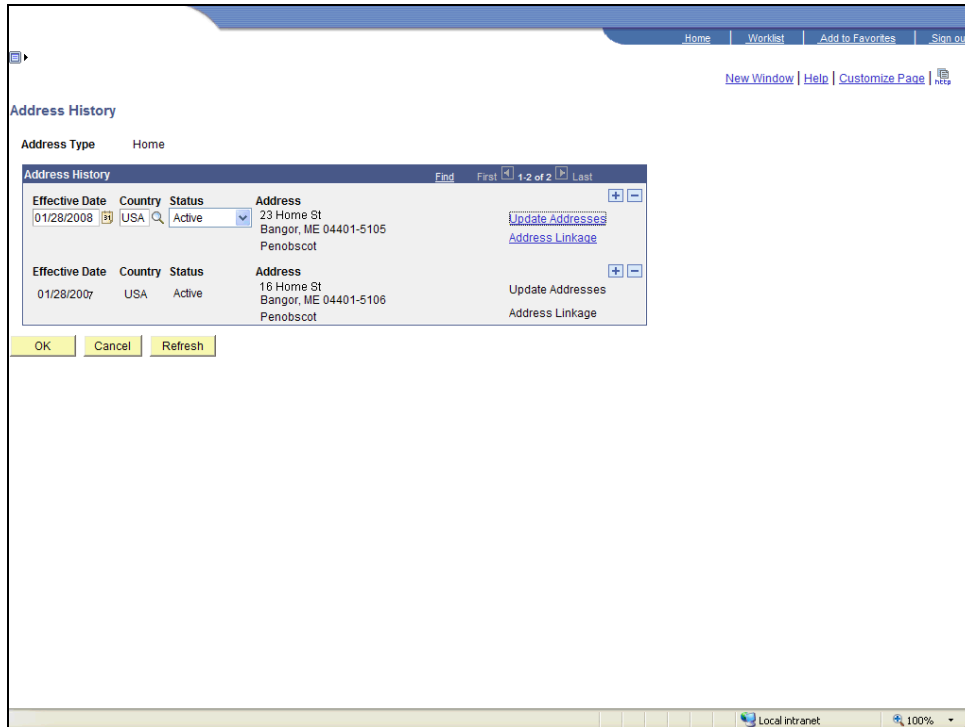 Home Worklist Add to Favorites Sign ou
New Window | Help | Customize Page | http
Address History
Address Type Home
Address History Find First 1-2 of 2 Last
Effective Date Country Status Address
01/28/2008 31 USA Active 23 Home St Update Addresses
Bangor, ME 04401-5105
Address Linkage
Penobscot
Effective Date Country Status Address
01/28/2007 USA Active 16 Home St Update Addresses
Bangor, ME 04401-5106
Penobscot Address Linkage
OK Cancel Refresh
Local intranet 100%